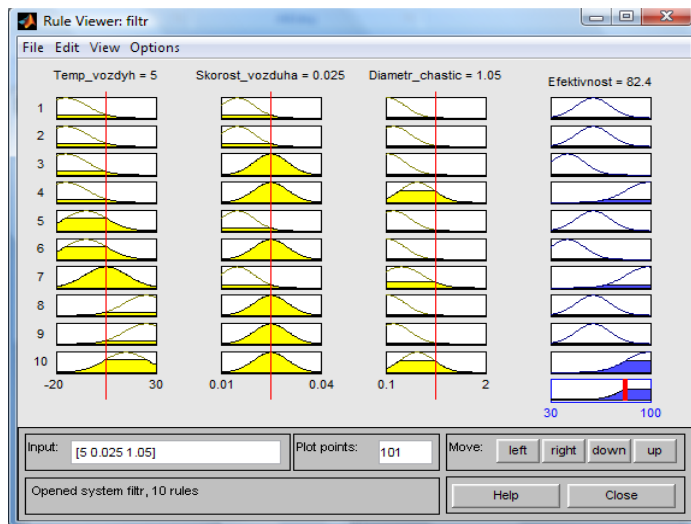 Rule Viewer: filtr
File Edit View Options
Temp_vozdyh = 5
Skorost_vozduha = 0.025
Diametr_chastic = 1.05
Efektivnost = 82.4
1
2
3
4
5
6
7
8
9
10
-20 30
0.01 0.04
0.1 2
30 100
Input: [5 0.025 1.05]
Plot points: 101
Move: left right down up
Opened system filtr, 10 rules
Help Close